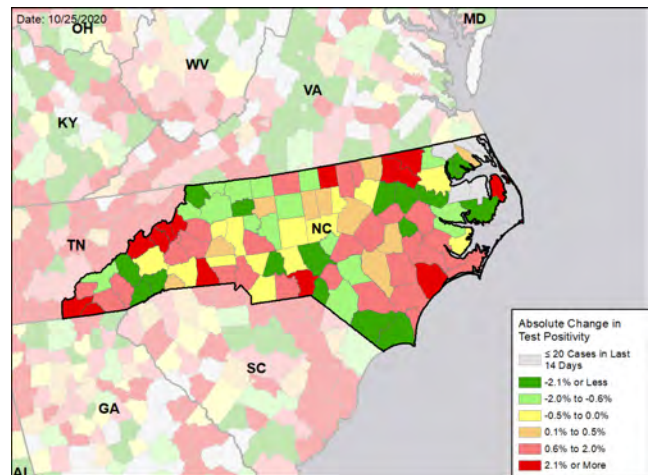 Date: 10/25/2020
OH
MD
WV
VA
KY
TN
NC
SC
GA
AL
Absolute Change in
Test Positivity
≤ 20 Cases in Last
14 Days
-2.1% or Less
-2.0% to -0.6%
-0.5% to 0.0%
0.1% to 0.5%
0.6% to 2.0%
2.1% or More